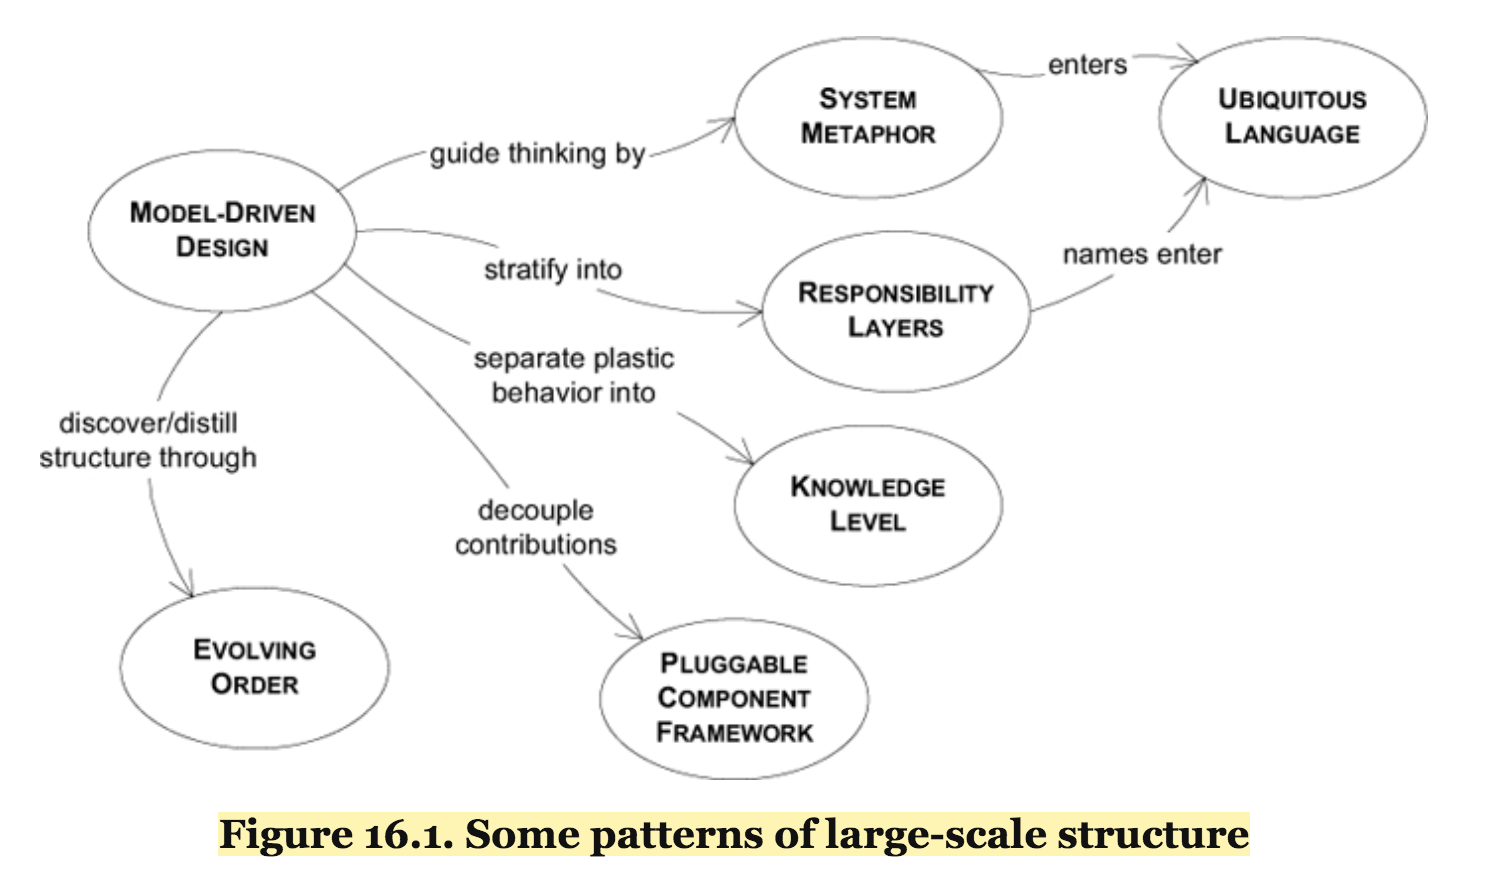 SYSTEM
METAPHOR
enters
UBIQUITOUS
LANGUAGE
guide thinking by
MODEL-DRIVEN
DESIGN
stratify into
names enter
RESPONSIBILITY
LAYERS
separate plastic
behavior into
discover/distill
structure through
KNOWLEDGE
LEVEL
decouple
contributions
EVOLVING
ORDER
PLUGGABLE
COMPONENT
FRAMEWORK
Figure 16.1. Some patterns of large-scale structure